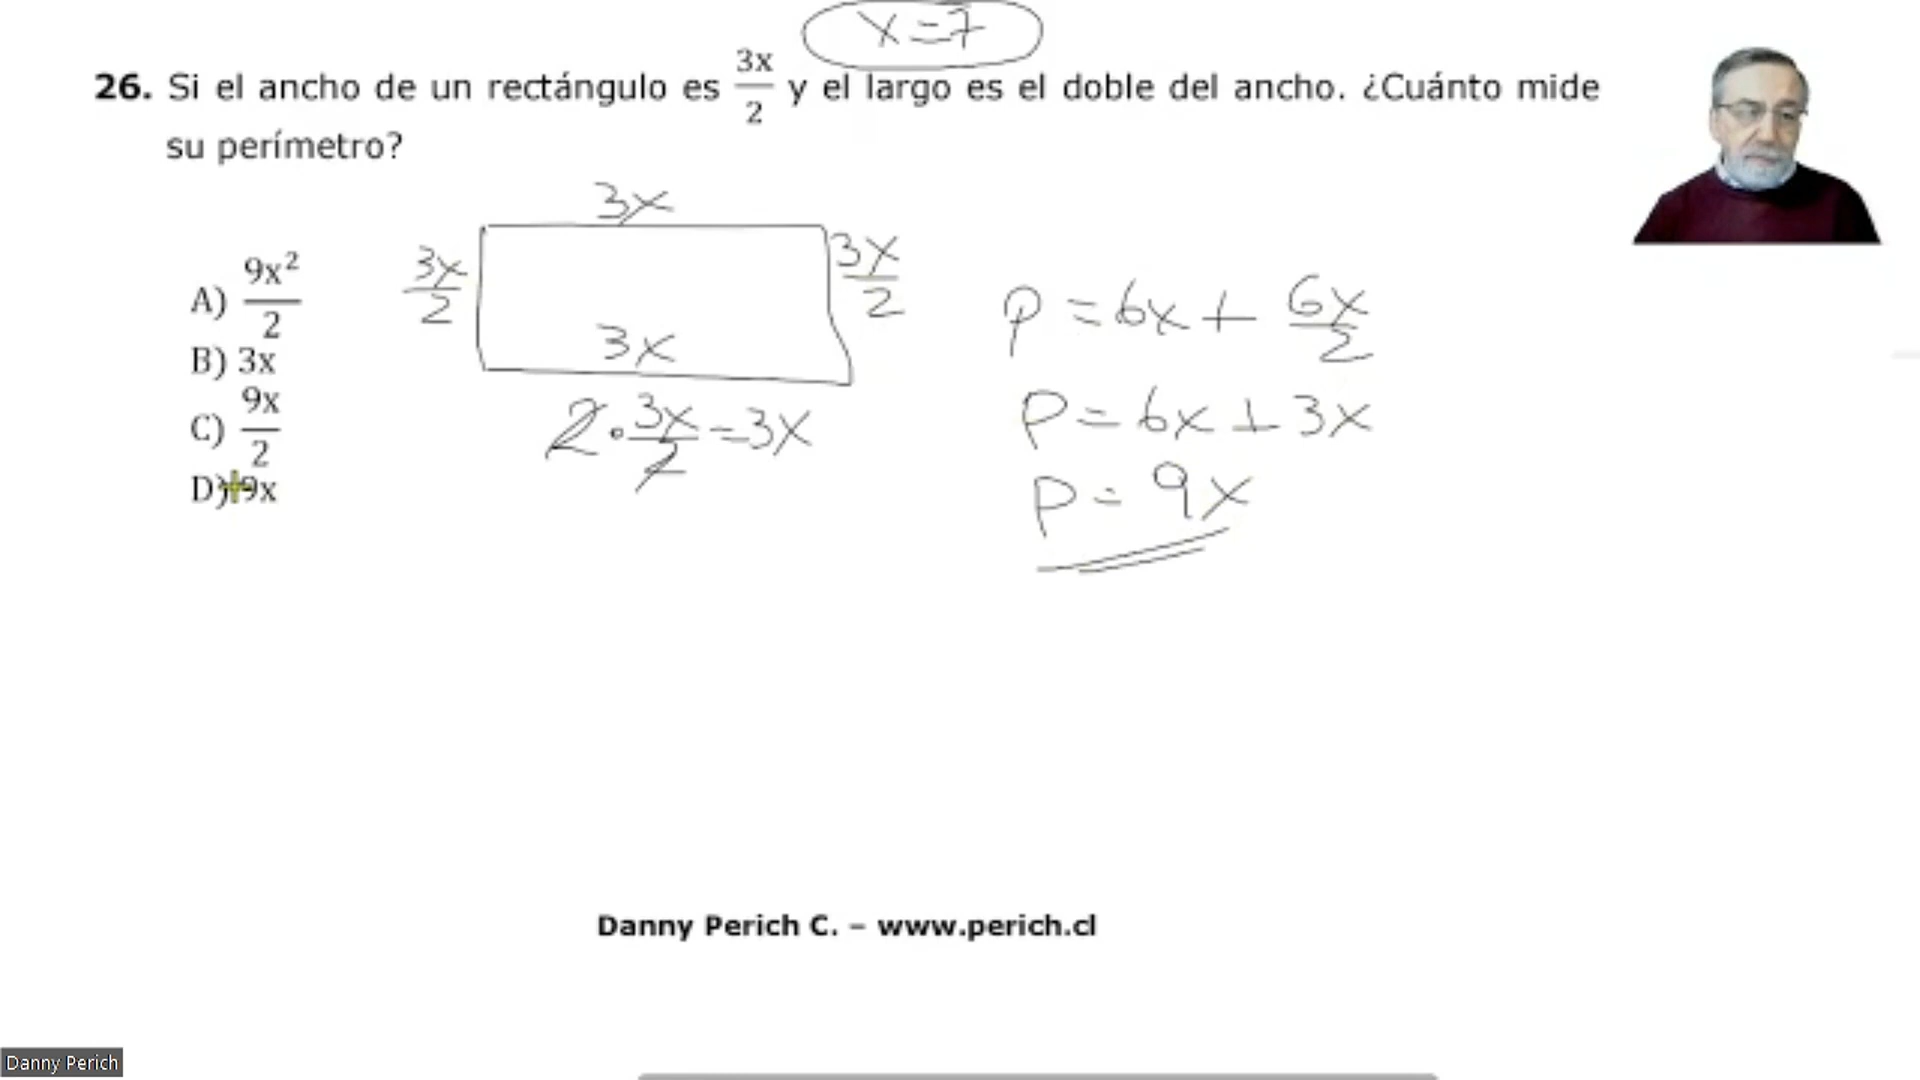 x=7
26. Si el ancho de un rectángulo es 3x/2 y el largo es el doble del ancho. ¿Cuánto mide
su perímetro?
3x
3x/2
3x/2
3x
2·3x/2=3x
A) 9x²/2
B) 3x
C) 9x/2
D) 9x
P=6x+6x/2
P=6x+3x
P=9x
Danny Perich C. – www.perich.cl
Danny Perich